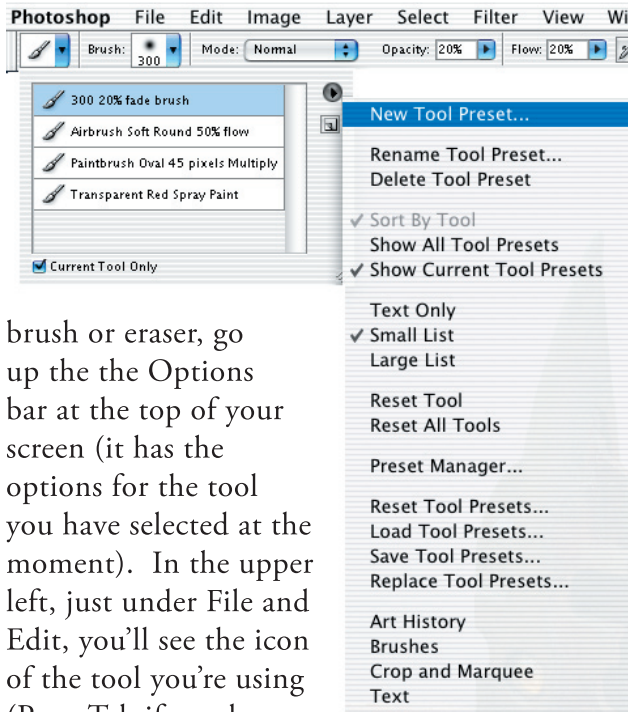 Photoshop File Edit Image Layer Select Filter View Wi
Brush: 300 Mode: Normal Opacity: 20% Flow: 20%
300 20% fade brush
Airbrush Soft Round 50% flow
Paintbrush Oval 45 pixels Multiply
Transparent Red Spray Paint
Current Tool Only
New Tool Preset...
Rename Tool Preset...
Delete Tool Preset
Sort By Tool
Show All Tool Presets
Show Current Tool Presets
Text Only
Small List
Large List
Reset Tool
Reset All Tools
Preset Manager...
Reset Tool Presets...
Load Tool Presets...
Save Tool Presets...
Replace Tool Presets...
Art History
Brushes
Crop and Marquee
Text
brush or eraser, go
up the the Options
bar at the top of your
screen (it has the
options for the tool
you have selected at the
moment). In the upper
left, just under File and
Edit, you'll see the icon
of the tool you're using